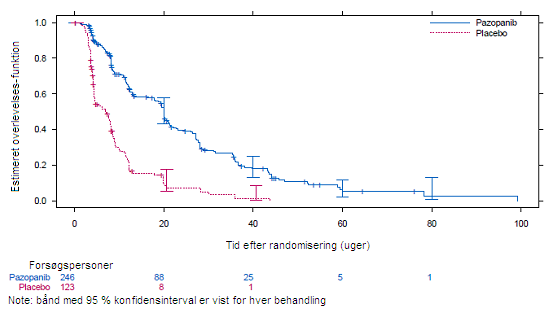 Estimeret overlevelses-funktion
1.0
0.8
0.6
0.4
0.2
0.0
Pazopanib
Placebo
0 20 40 60 80 100
Tid efter randomisering (uger)
Forsøgspersoner
Pazopanib 246 88 25 5 1
Placebo 123 8 1
Note: bånd med 95 % konfidensinterval er vist for hver behandling